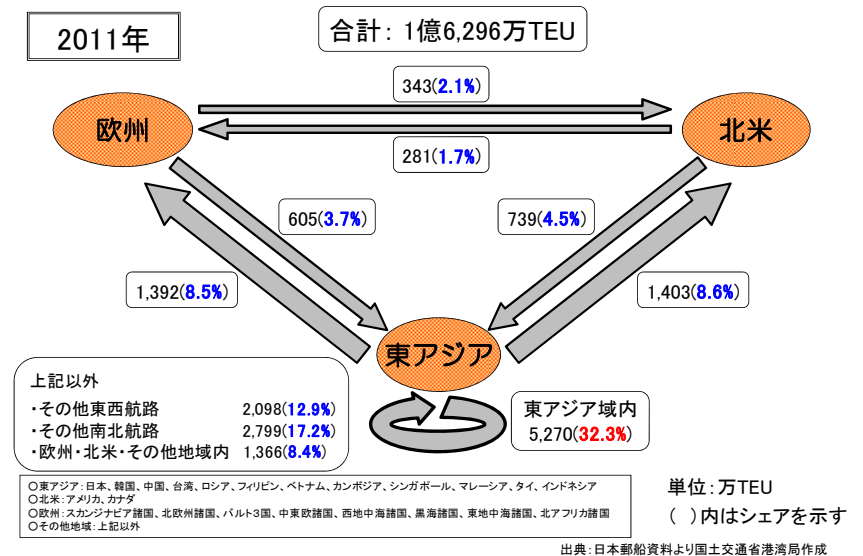 2011年
合計： 1億6,296万TEU
343(2.1%)
欧州
北米
281(1.7%)
605(3.7%)
739(4.5%)
1,392(8.5%)
1,403(8.6%)
東アジア
上記以外
・その他東西航路 2,098(12.9%)
・その他南北航路 2,799(17.2%)
・欧州・北米・その他地域内 1,366(8.4%)
東アジア域内
5,270(32.3%)
○東アジア：日本、韓国、中国、台湾、ロシア、フィリピン、ベトナム、カンボジア、シンガポール、マレーシア、タイ、インドネシア
○北米：アメリカ、カナダ
○欧州：スカンジナビア諸国、北欧州諸国、バルト3国、中東欧諸国、西地中海諸国、黒海諸国、東地中海諸国、北アフリカ諸国
○その他地域：上記以外
単位：万TEU
（ ）内はシェアを示す
出典：日本郵船資料より国土交通省港湾局作成